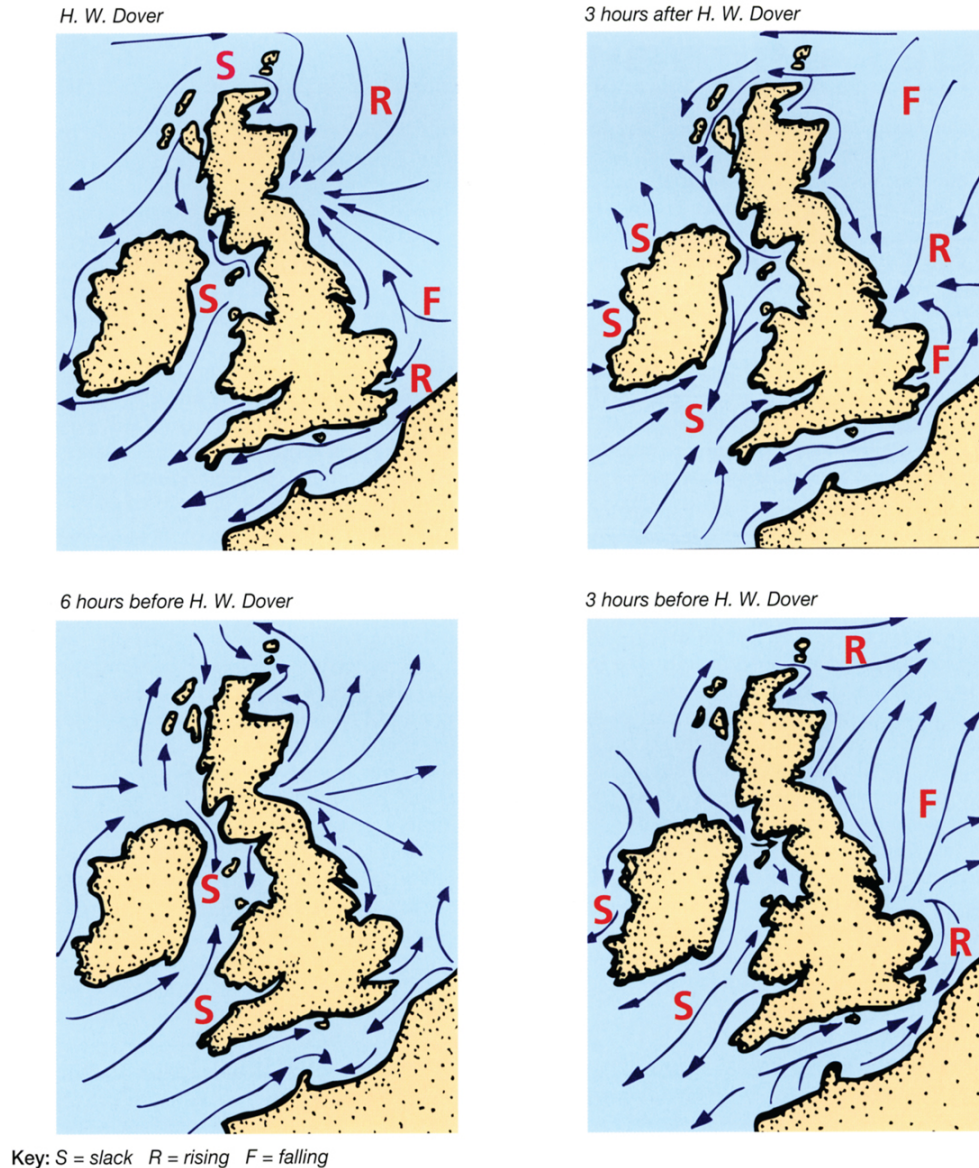 H. W. Dover
3 hours after H. W. Dover
S
R
F
S
R
S
F
R
S
F
S
6 hours before H. W. Dover
3 hours before H. W. Dover
S
S
R
F
S
R
S
Key: S = slack R = rising F = falling